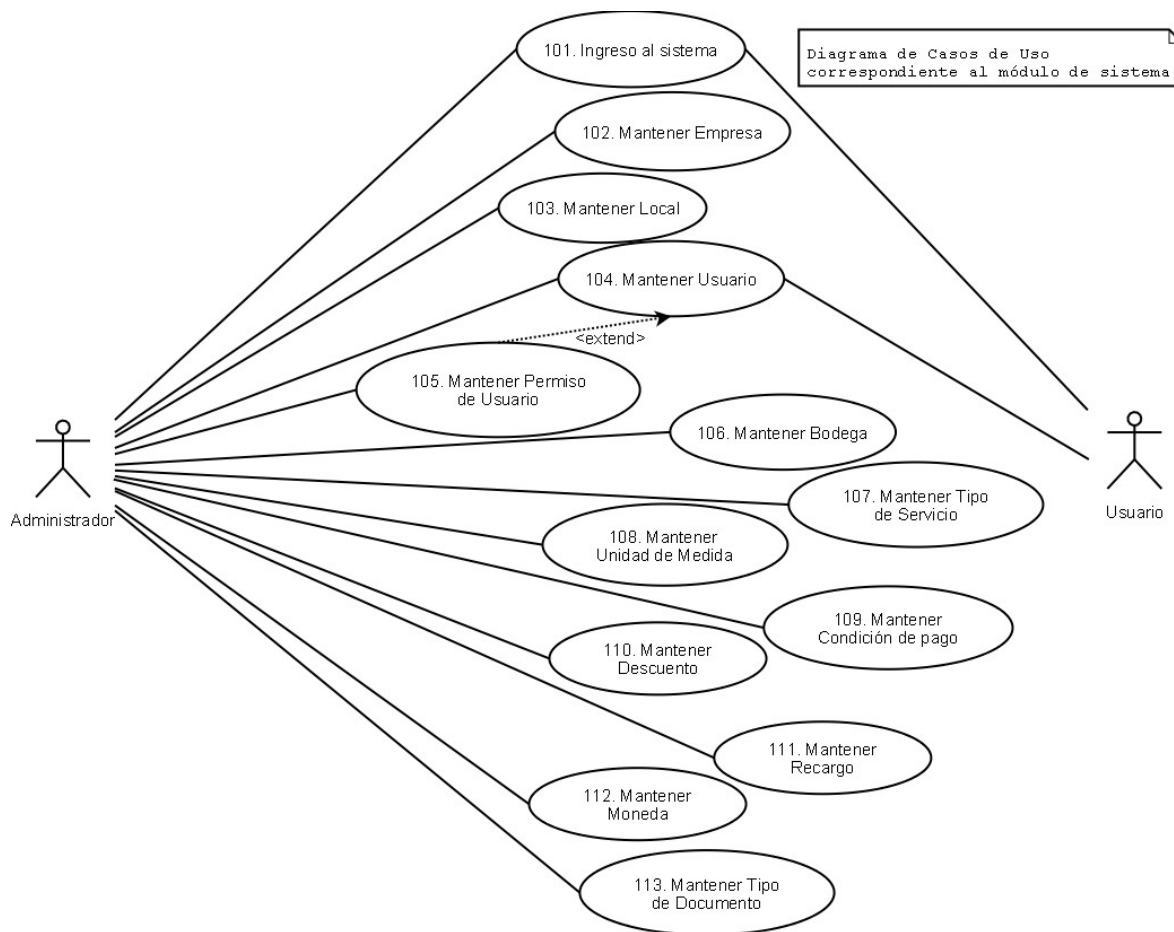 101. Ingreso al sistema
Diagrama de Casos de Uso
correspondiente al módulo de sistema
102. Mantener Empresa
103. Mantener Local
104. Mantener Usuario
<extend>
105. Mantener Permiso
de Usuario
106. Mantener Bodega
107. Mantener Tipo
de Servicio
Administrador
Usuario
108. Mantener
Unidad de Medida
109. Mantener
Condición de pago
110. Mantener
Descuento
111. Mantener
Recargo
112. Mantener
Moneda
113. Mantener Tipo
de Documento